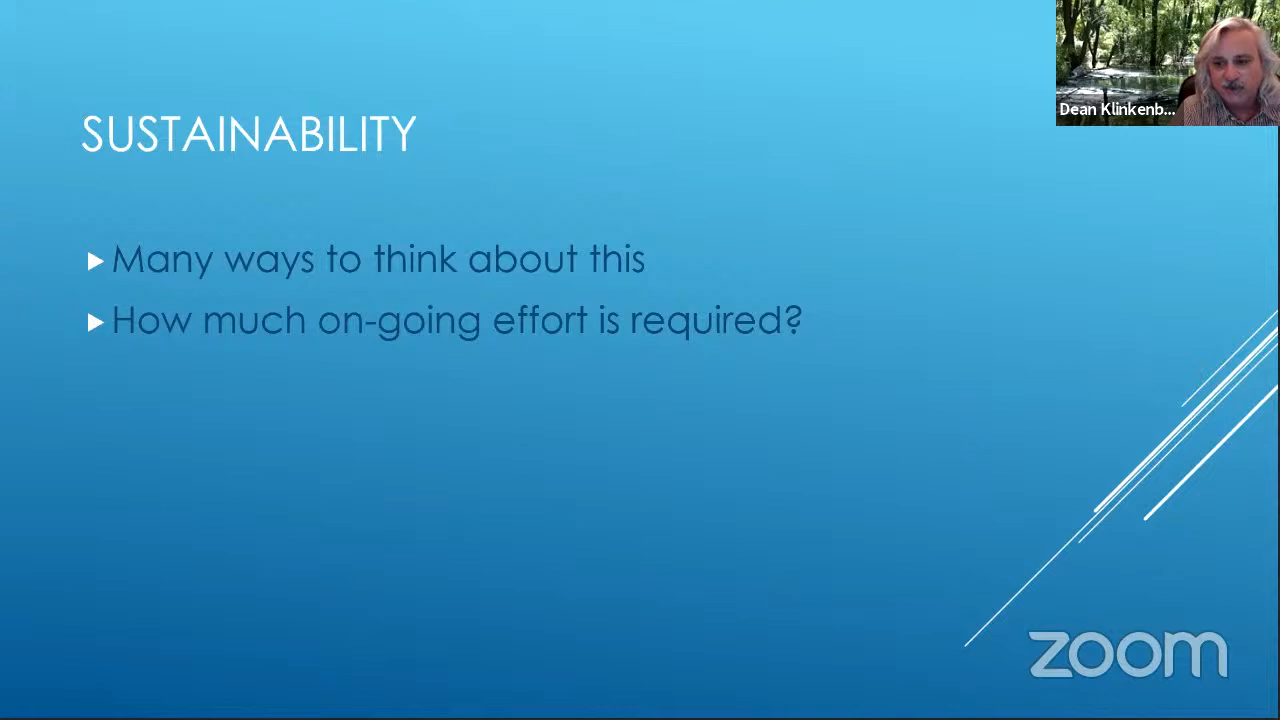 Dean Klinkenb...
SUSTAINABILITY
Many ways to think about this
How much on-going effort is required?
zoom